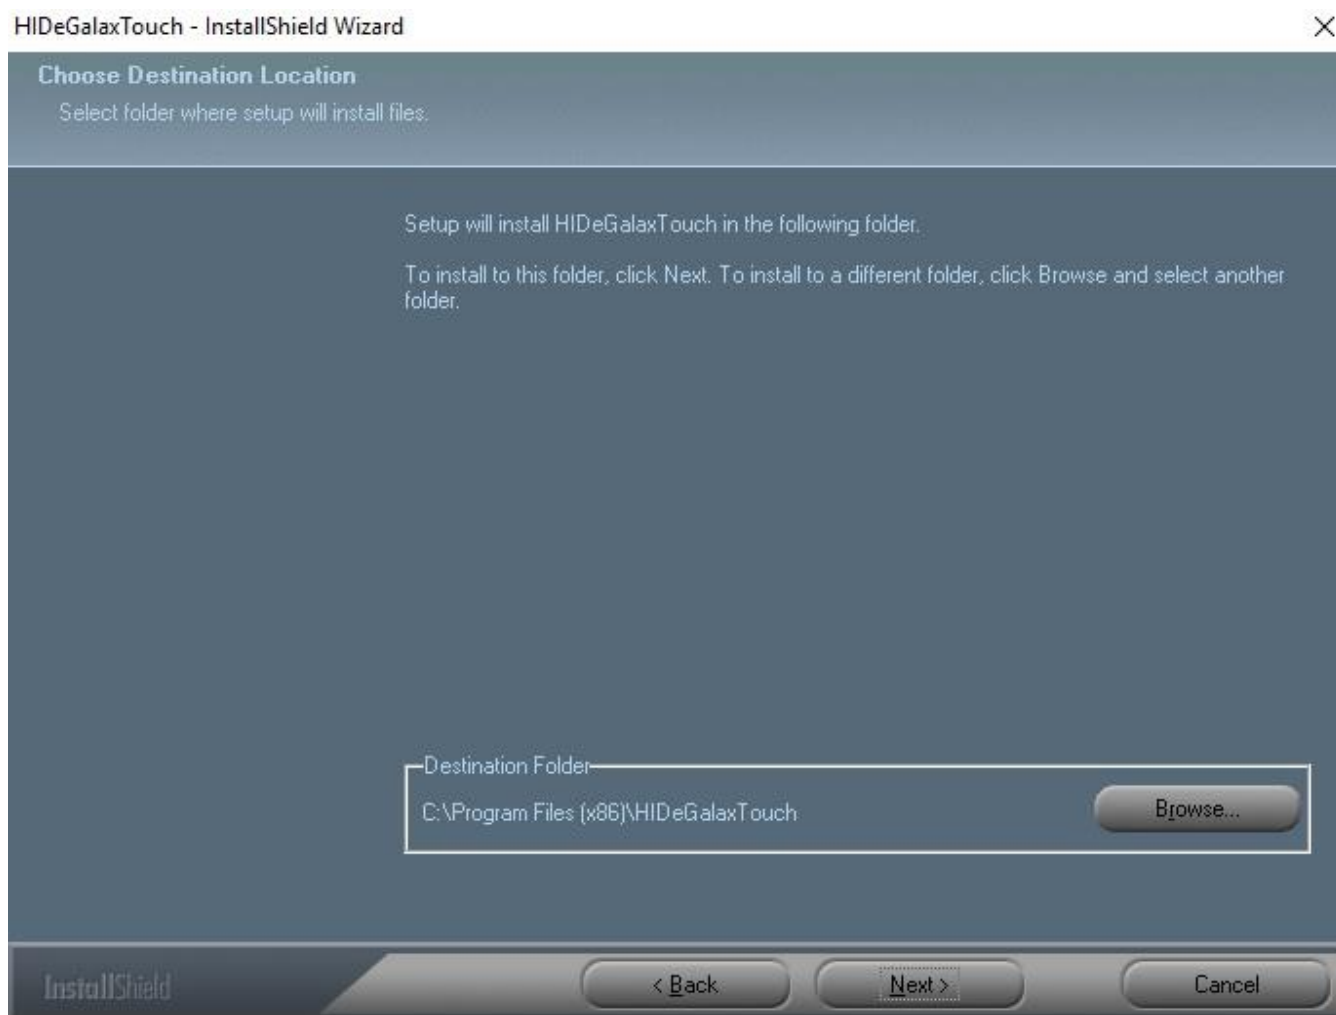 HIDeGalaxTouch - InstallShield Wizard
Choose Destination Location
Select folder where setup will install files.
Setup will install HIDeGalaxTouch in the following folder.
To install to this folder, click Next. To install to a different folder, click Browse and select another
folder.
Destination Folder
C:\Program Files (x86)\HIDeGalaxTouch
Browse...
InstallShield
< Back
Next >
Cancel